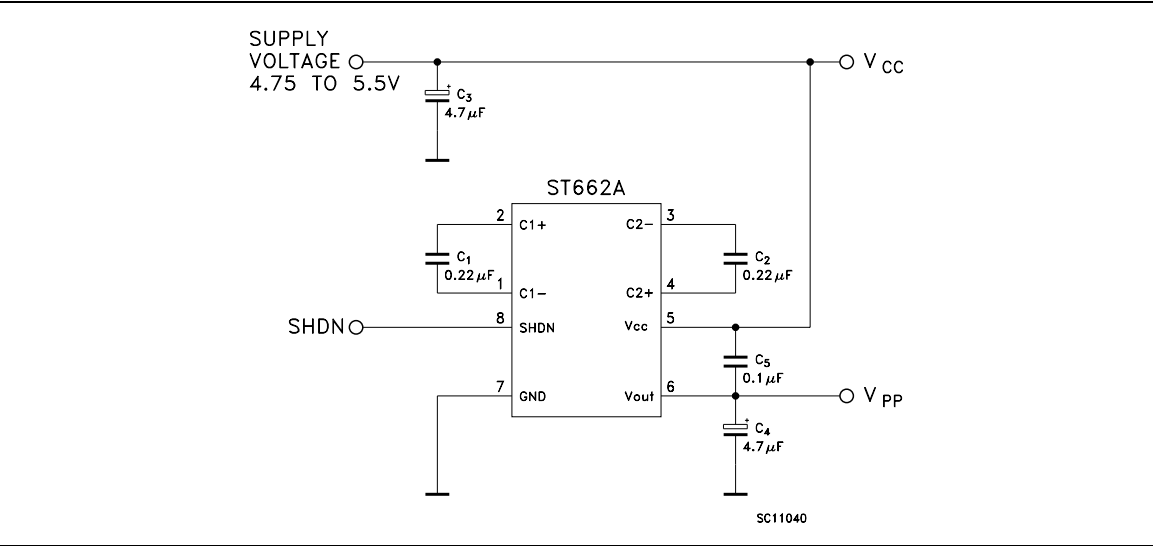 SUPPLY
VOLTAGE
4.75 TO 5.5V
V CC
+
C3
4.7µF
ST662A
2
C1+
C2-
3
C1
0.22µF
C2
0.22µF
1
C1-
C2+
4
SHDN
8
SHDN
Vcc
5
C5
0.1µF
7
GND
Vout
6
V PP
+
C4
4.7µF
SC11040